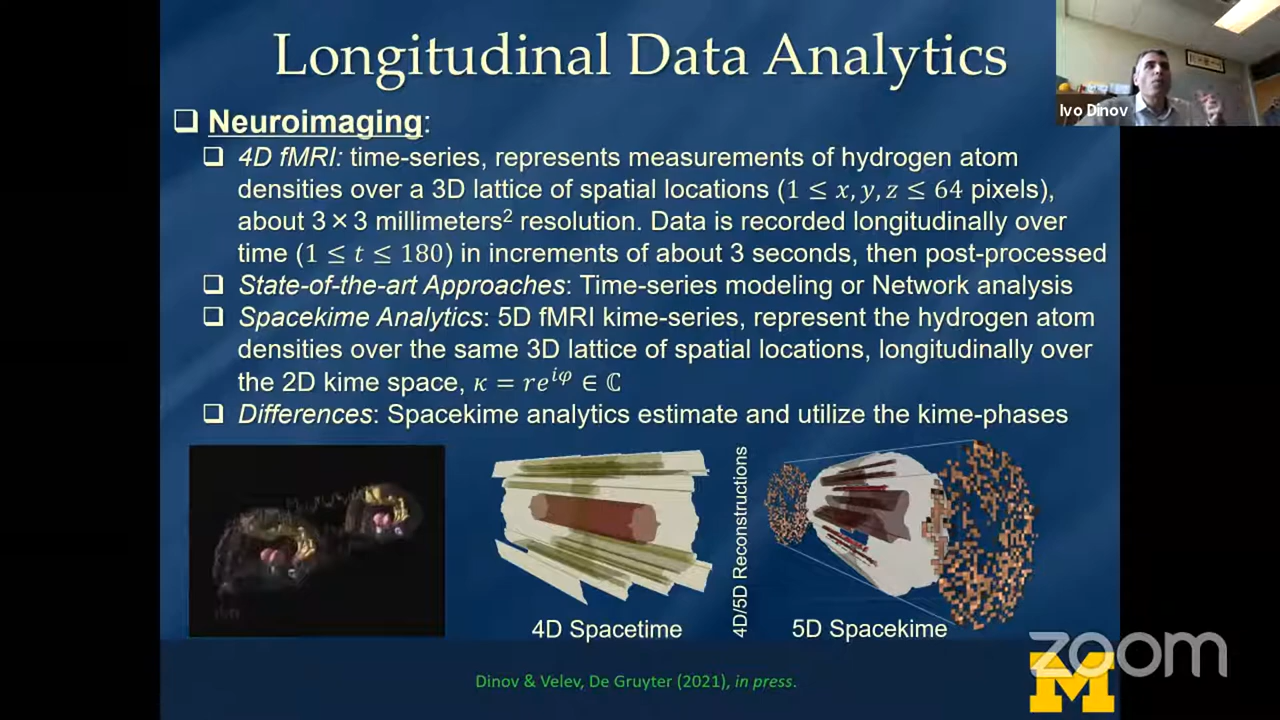 Longitudinal Data Analytics
Ivo Dinov
❑ Neuroimaging:
❑ 4D fMRI: time-series, represents measurements of hydrogen atom
densities over a 3D lattice of spatial locations (1 ≤ x, y, z ≤ 64 pixels),
about 3 × 3 millimeters² resolution. Data is recorded longitudinally over
time (1 ≤ t ≤ 180) in increments of about 3 seconds, then post-processed
❑ State-of-the-art Approaches: Time-series modeling or Network analysis
❑ Spacekime Analytics: 5D fMRI kime-series, represent the hydrogen atom
densities over the same 3D lattice of spatial locations, longitudinally over
the 2D kime space, κ = re^{iφ} ∈ ℂ
❑ Differences: Spacekime analytics estimate and utilize the kime-phases
4D Spacetime
4D/5D Reconstructions
5D Spacekime
Dinov & Velev, De Gruyter (2021), in press.
zoom
M